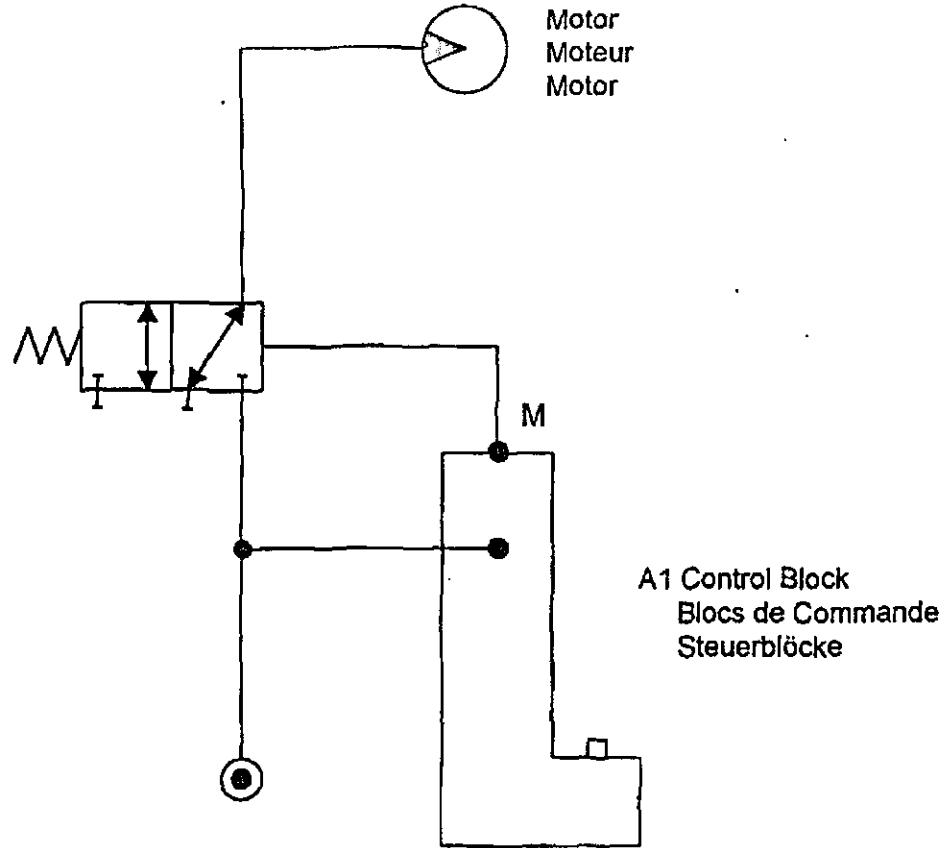 Motor
Moteur
Motor
M
A1 Control Block
Blocs de Commande
Steuerblöcke